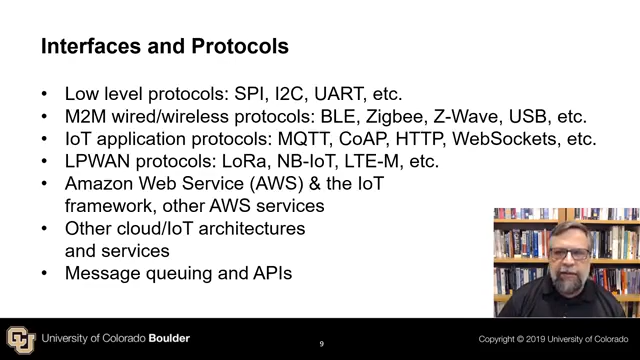 Interfaces and Protocols
• Low level protocols: SPI, I2C, UART, etc.
• M2M wired/wireless protocols: BLE, Zigbee, Z-Wave, USB, etc.
• IoT application protocols: MQTT, CoAP, HTTP, WebSockets, etc.
• LPWAN protocols: LoRa, NB-IoT, LTE-M, etc.
• Amazon Web Service (AWS) & the IoT
framework, other AWS services
• Other cloud/IoT architectures
and services
• Message queuing and APIs
CU
University of Colorado Boulder
9
Copyright © 2019 University of Colorado